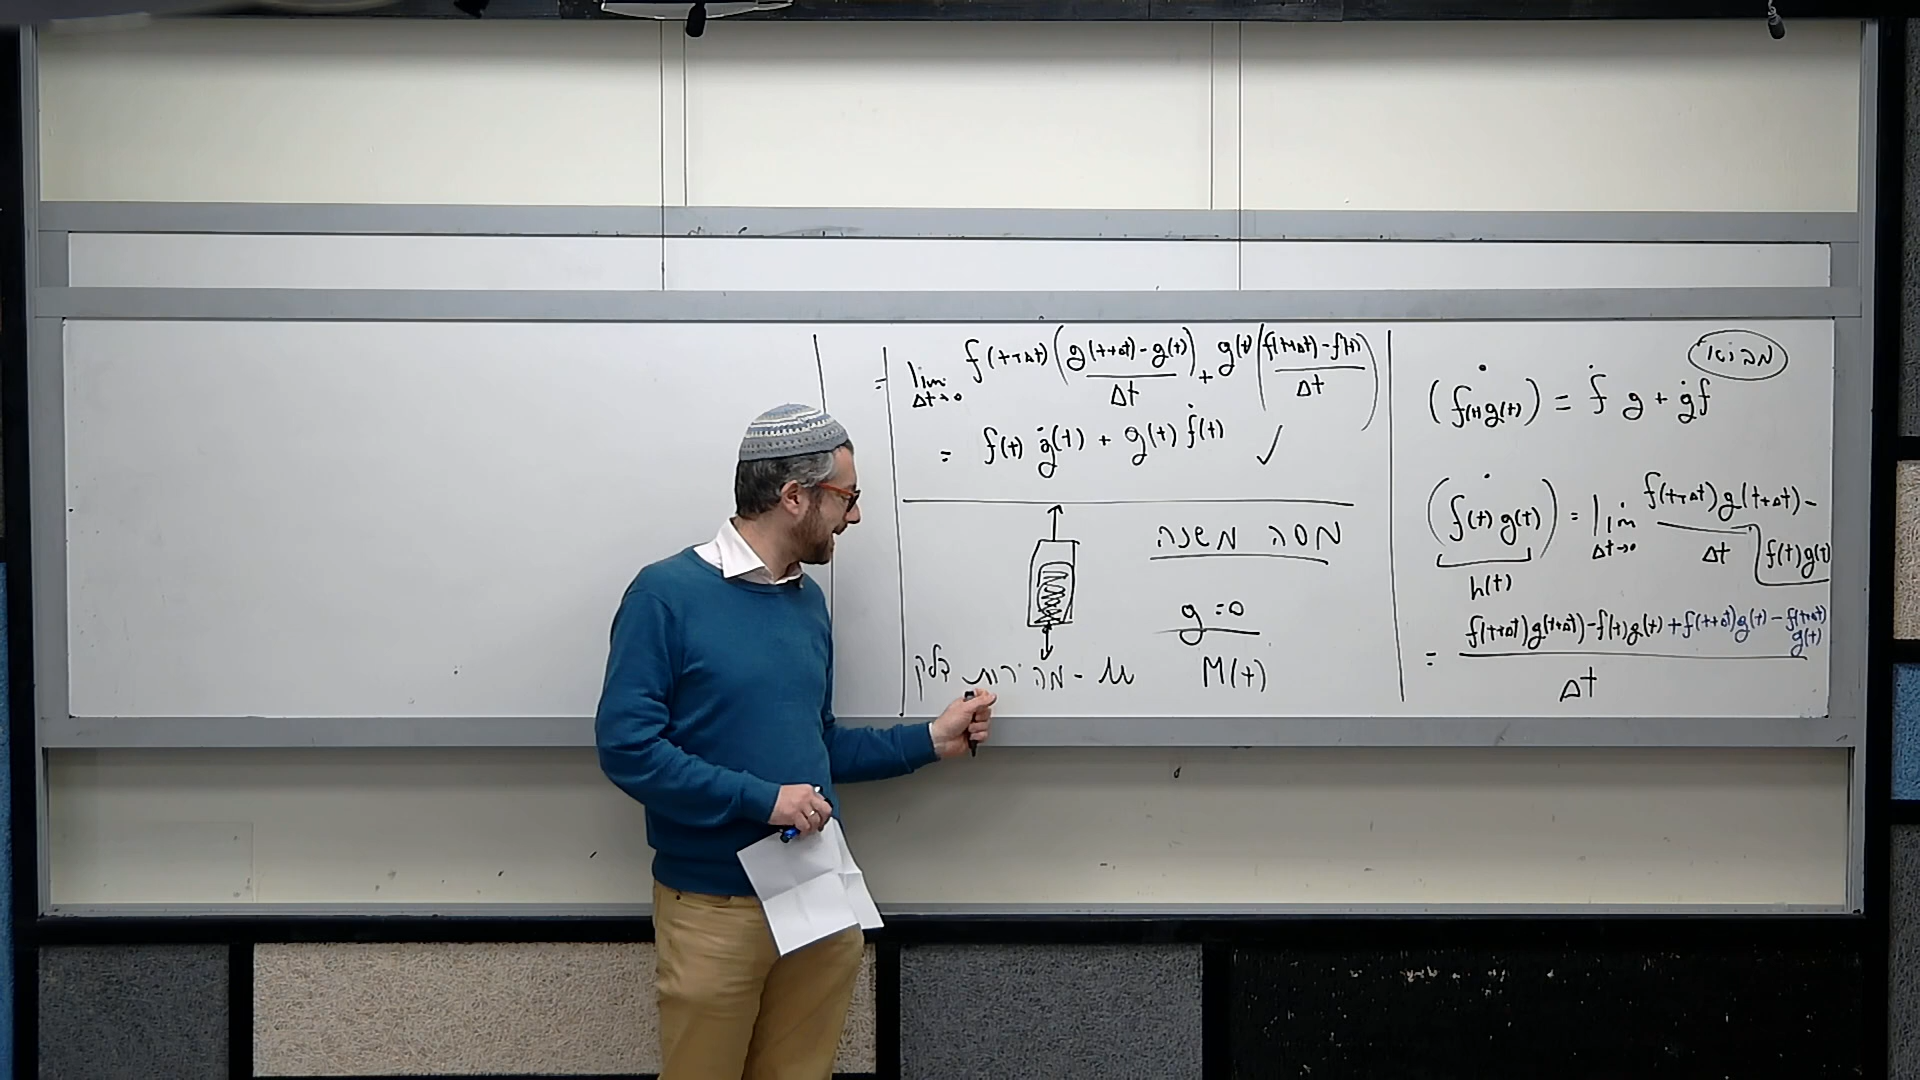 מבוא
(f(t)g(t))˙ = ḟ g + ġ f
(f(t) g(t))˙ = lim Δt→0 f(t+Δt) g(t+Δt) - f(t)g(t) / Δt
h(t)
= f(t+Δt)g(t+Δt) - f(t)g(t) + f(t+Δt)g(t) - f(t+Δt)g(t) / Δt
= lim Δt→0 f(t+Δt) (g(t+Δt) - g(t) / Δt) + g(t) (f(t+Δt) - f(t) / Δt)
= f(t) ġ(t) + g(t) ḟ(t) ✓
מסה משתנה
g = 0
M(t)
u - מהירות דלק